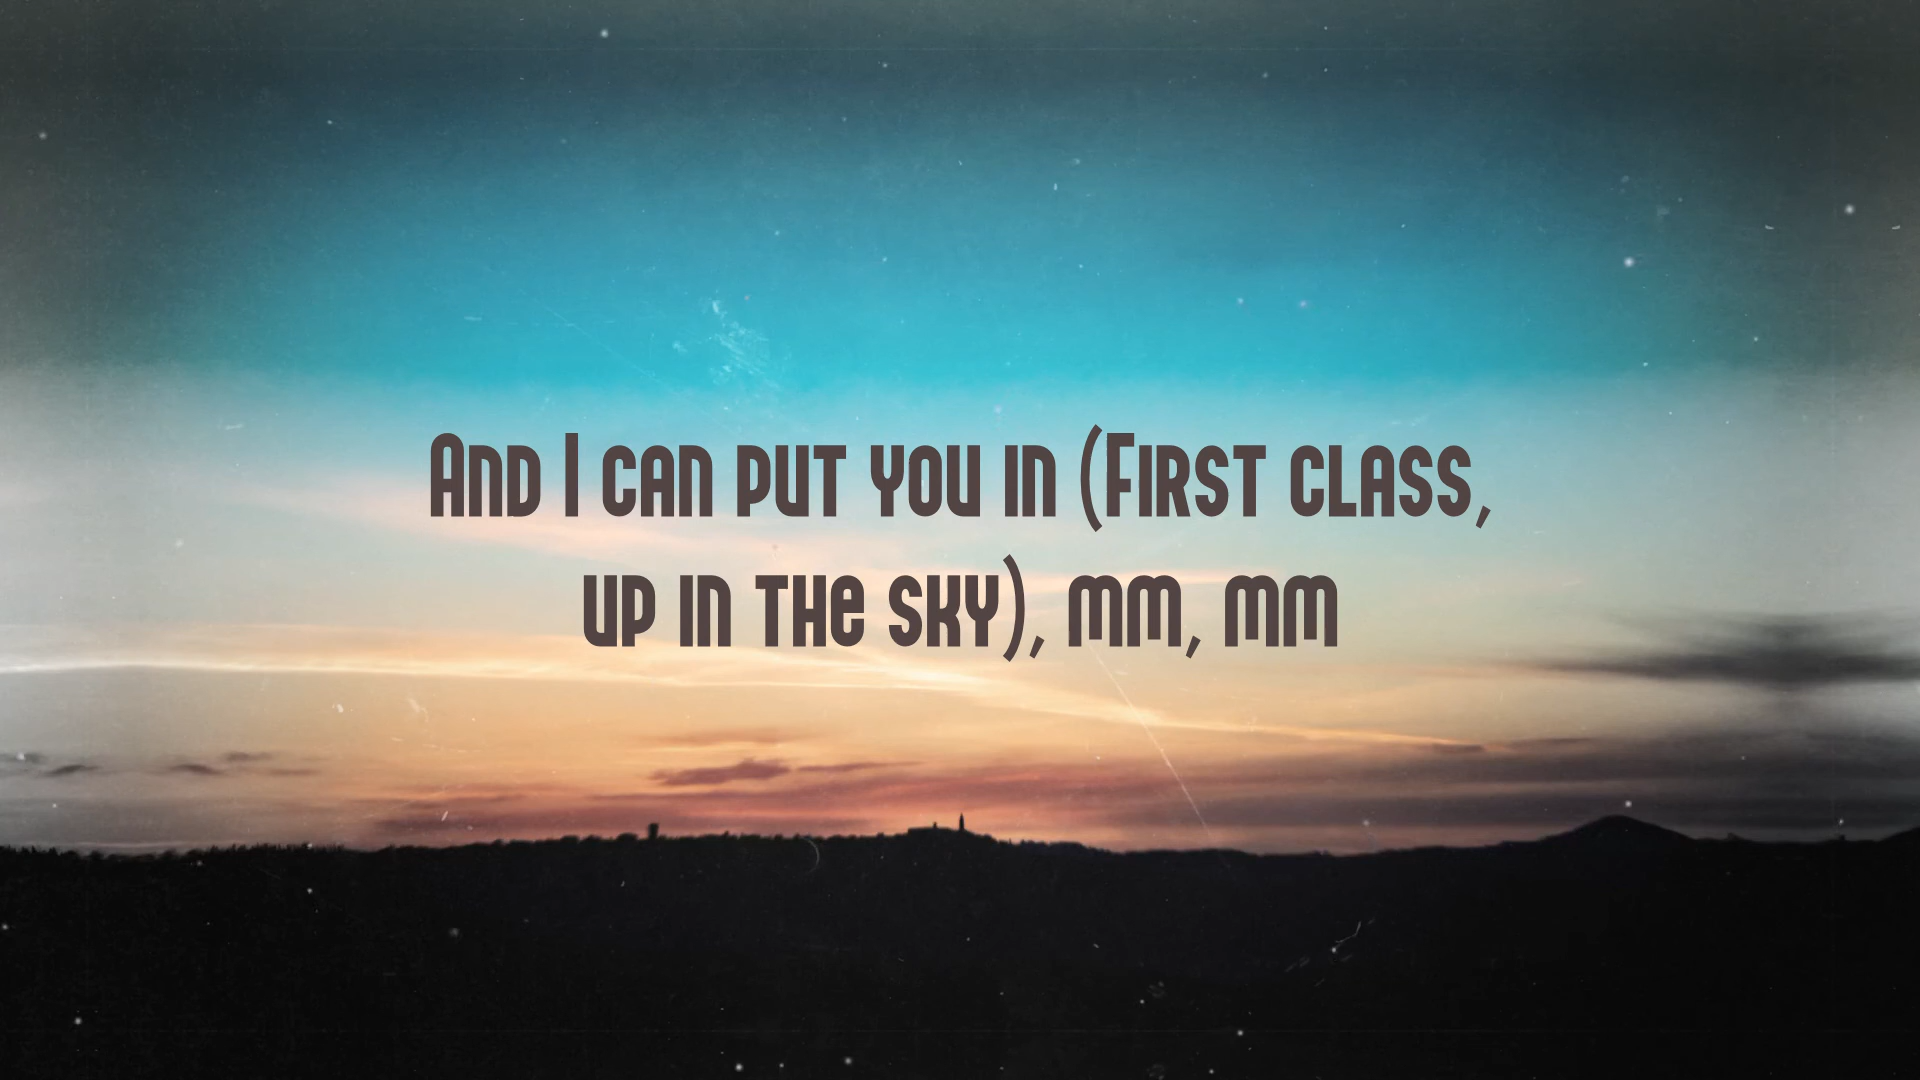 And I can put you in (First class,
up in the sky), mm, mm